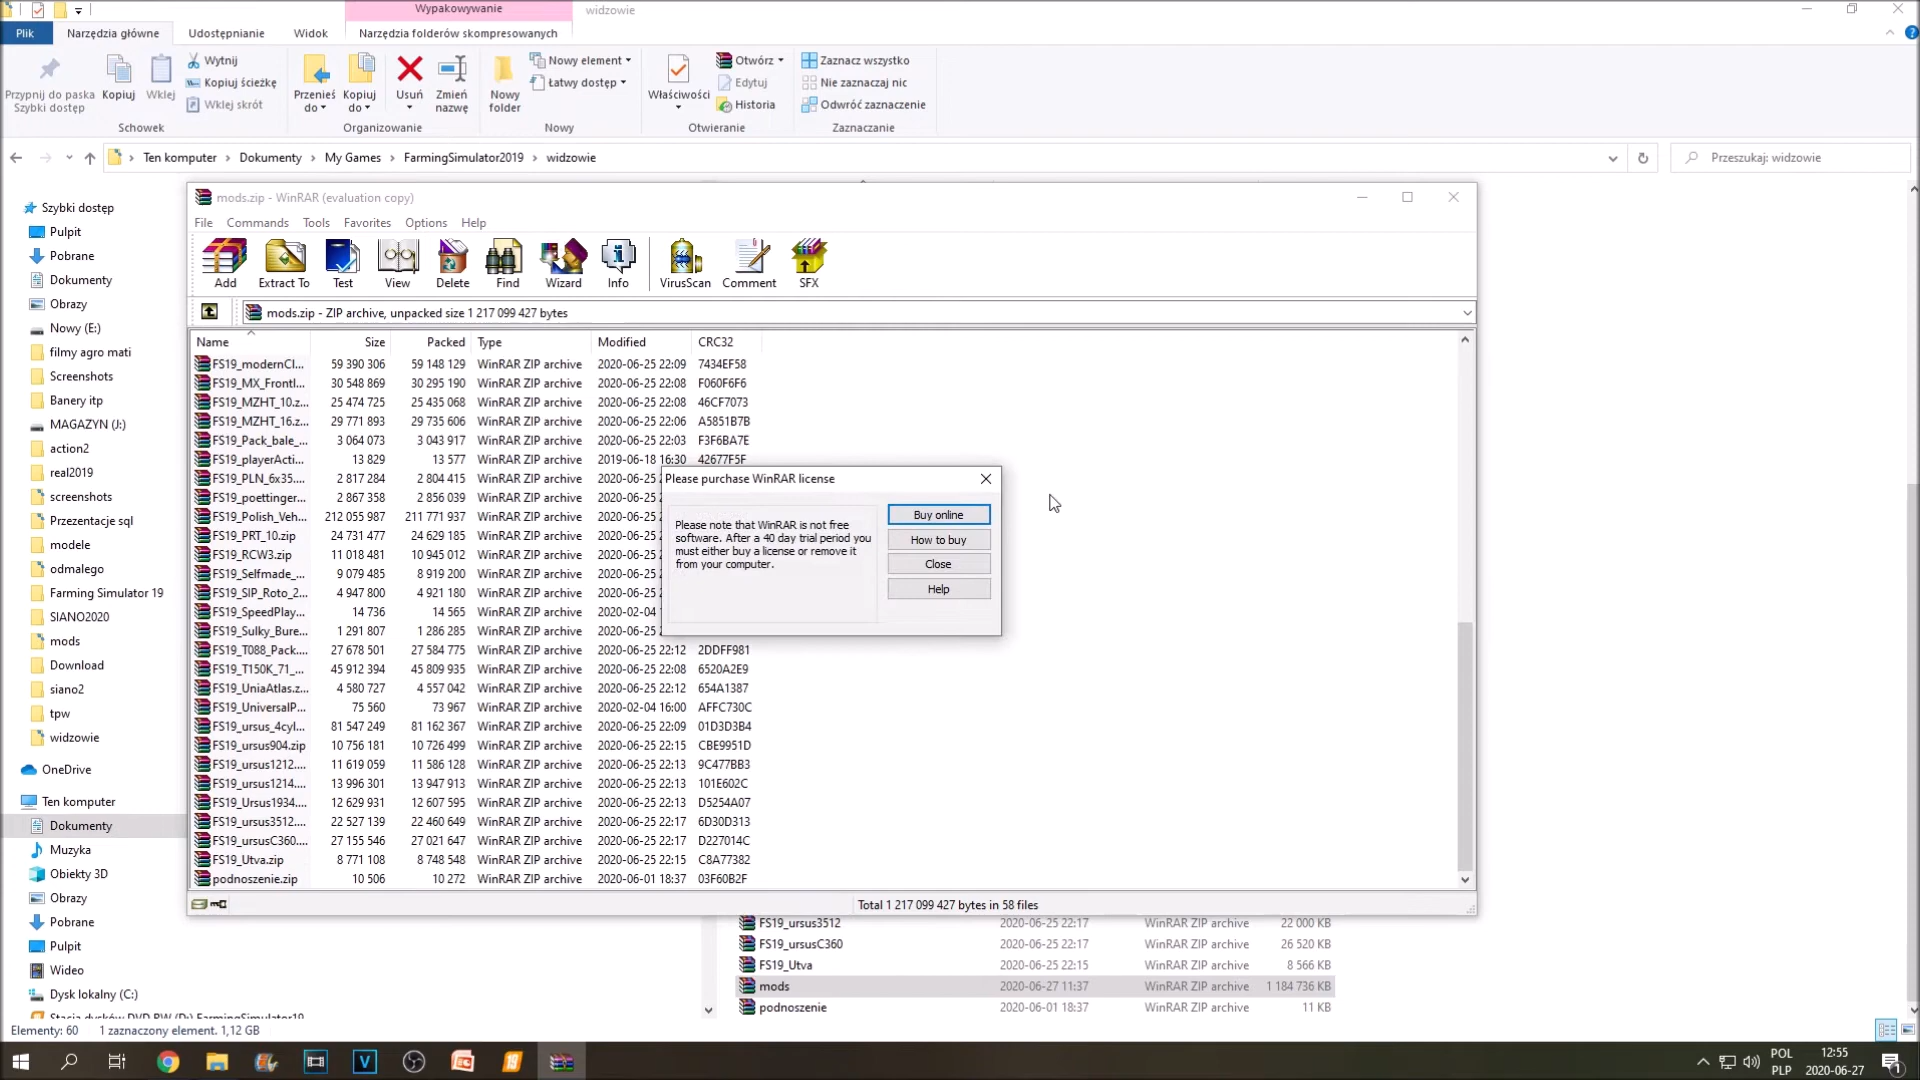 Wypakowywanie
widzowie
Plik
Narzędzia główne
Udostępnianie
Widok
Narzędzia folderów skompresowanych
Przypnij do paska
Szybki dostęp
Kopiuj
Wklej
Wytnij
Kopiuj ścieżkę
Wklej skrót
Schowek
Przenieś
do
Kopiuj
do
Usuń
Zmień
nazwę
Organizowanie
Nowy
folder
Nowy element
Łatwy dostęp
Nowy
Właściwości
Otwórz
Edytuj
Historia
Otwieranie
Zaznacz wszystko
Nie zaznaczaj nic
Odwróć zaznaczenie
Zaznaczanie
Ten komputer
Dokumenty
My Games
FarmingSimulator2019
widzowie
Przeszukaj: widzowie
Szybki dostęp
Pulpit
Pobrane
Dokumenty
Obrazy
Nowy (E:)
filmy agro mati
Screenshots
Banery itp
MAGAZYN (J:)
action2
real2019
screenshots
Przezentacje sql
modele
odmalego
Farming Simulator 19
SIANO2020
mods
Download
siano2
tpw
widzowie
OneDrive
Ten komputer
Dokumenty
Muzyka
Obiekty 3D
Obrazy
Pobrane
Pulpit
Wideo
Dysk lokalny (C:)
Stacja dysków DVD RW (D:) FarmingSimulator19
mods.zip - WinRAR (evaluation copy)
File Commands Tools Favorites Options Help
Add Extract To Test View Delete Find Wizard Info VirusScan Comment SFX
mods.zip - ZIP archive, unpacked size 1 217 099 427 bytes
Name Size Packed Type Modified CRC32
FS19_modernCl... 59 390 306 59 148 129 WinRAR ZIP archive 2020-06-25 22:09 7434EF58
FS19_MX_Frontl... 30 548 869 30 295 190 WinRAR ZIP archive 2020-06-25 22:08 F060F6F6
FS19_MZHT_10.z... 25 474 725 25 435 068 WinRAR ZIP archive 2020-06-25 22:08 46CF7073
FS19_MZHT_16.z... 29 771 893 29 735 606 WinRAR ZIP archive 2020-06-25 22:06 A5851B7B
FS19_Pack_bale_... 3 064 073 3 043 917 WinRAR ZIP archive 2020-06-25 22:03 F3F6BA7E
FS19_playerActi... 13 829 13 577 WinRAR ZIP archive 2019-06-18 16:30 42677F5F
FS19_PLN_6x35.... 2 817 284 2 804 415 WinRAR ZIP archive 2020-06-25
FS19_poettinger... 2 867 358 2 856 039 WinRAR ZIP archive 2020-06-25
FS19_Polish_Veh... 212 055 987 211 771 937 WinRAR ZIP archive 2020-06-25
FS19_PRT_10.zip 24 731 477 24 629 185 WinRAR ZIP archive 2020-06-25
FS19_RCW3.zip 11 018 481 10 945 012 WinRAR ZIP archive 2020-06-25
FS19_Selfmade_... 9 079 485 8 919 200 WinRAR ZIP archive 2020-06-25
FS19_SIP_Roto_2... 4 947 800 4 921 180 WinRAR ZIP archive 2020-06-25
FS19_SpeedPlay... 14 736 14 565 WinRAR ZIP archive 2020-02-04
FS19_Sulky_Bure... 1 291 807 1 286 285 WinRAR ZIP archive 2020-06-25
FS19_T088_Pack.... 27 678 501 27 584 775 WinRAR ZIP archive 2020-06-25 22:12 2DDFF981
FS19_T150K_71_... 45 912 394 45 809 935 WinRAR ZIP archive 2020-06-25 22:08 6520A2E9
FS19_UniaAtlas.z... 4 580 727 4 557 042 WinRAR ZIP archive 2020-06-25 22:12 654A1387
FS19_UniversalP... 75 560 73 967 WinRAR ZIP archive 2020-02-04 16:00 AFFC730C
FS19_ursus_4cyl... 81 547 249 81 162 367 WinRAR ZIP archive 2020-06-25 22:09 01D3D3B4
FS19_ursus904.zip 10 756 181 10 726 499 WinRAR ZIP archive 2020-06-25 22:15 CBE9951D
FS19_ursus1212.... 11 619 059 11 586 128 WinRAR ZIP archive 2020-06-25 22:13 9C477BB3
FS19_ursus1214.... 13 996 301 13 947 913 WinRAR ZIP archive 2020-06-25 22:13 101E602C
FS19_Ursus1934.... 12 629 931 12 607 595 WinRAR ZIP archive 2020-06-25 22:13 D5254A07
FS19_ursus3512.... 22 527 139 22 460 649 WinRAR ZIP archive 2020-06-25 22:17 6D30D313
FS19_ursusC360.... 27 155 546 27 021 647 WinRAR ZIP archive 2020-06-25 22:17 D227014C
FS19_Utva.zip 8 771 108 8 748 548 WinRAR ZIP archive 2020-06-25 22:15 C8A77382
podnoszenie.zip 10 506 10 272 WinRAR ZIP archive 2020-06-01 18:37 03F60B2F
Total 1 217 099 427 bytes in 58 files
Please purchase WinRAR license
Please note that WinRAR is not free
software. After a 40 day trial period you
must either buy a license or remove it
from your computer.
Buy online
How to buy
Close
Help
FS19_ursus3512 2020-06-25 22:17 WinRAR ZIP archive 22 000 KB
FS19_ursusC360 2020-06-25 22:17 WinRAR ZIP archive 26 520 KB
FS19_Utva 2020-06-25 22:15 WinRAR ZIP archive 8 566 KB
mods 2020-06-27 11:37 WinRAR ZIP archive 1 184 736 KB
podnoszenie 2020-06-01 18:37 WinRAR ZIP archive 11 KB
Elementy: 60 1 zaznaczony element. 1,12 GB
POL
PLP
12:55
2020-06-27